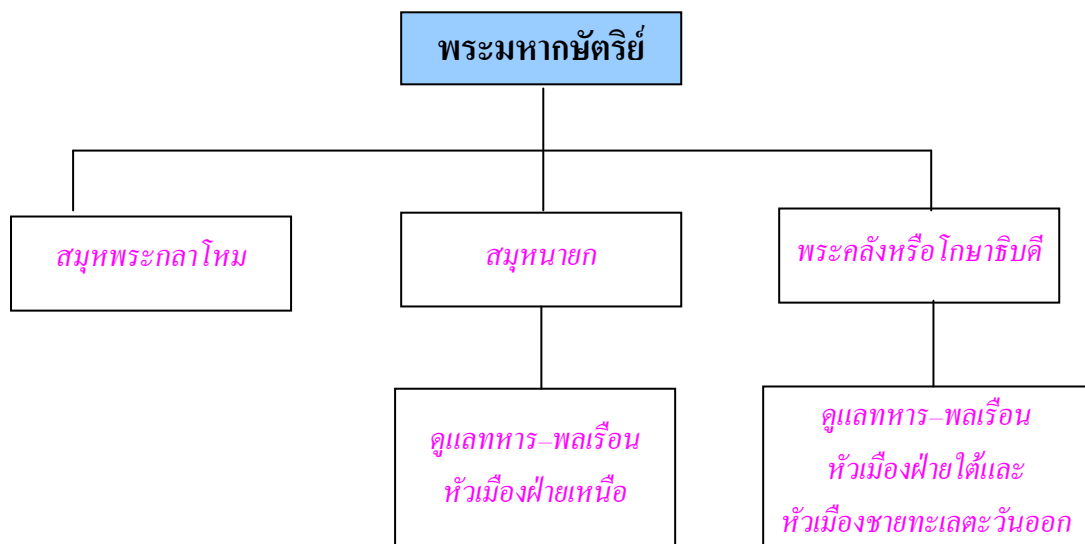 พระมหากษัตริย์
สมุหพระกลาโหม
สมุหนายก
พระคลังหรือโกษาธิบดี
ดูแลทหาร–พลเรือน
หัวเมืองฝ่ายเหนือ
ดูแลทหาร–พลเรือน
หัวเมืองฝ่ายใต้และ
หัวเมืองชายทะเลตะวันออก